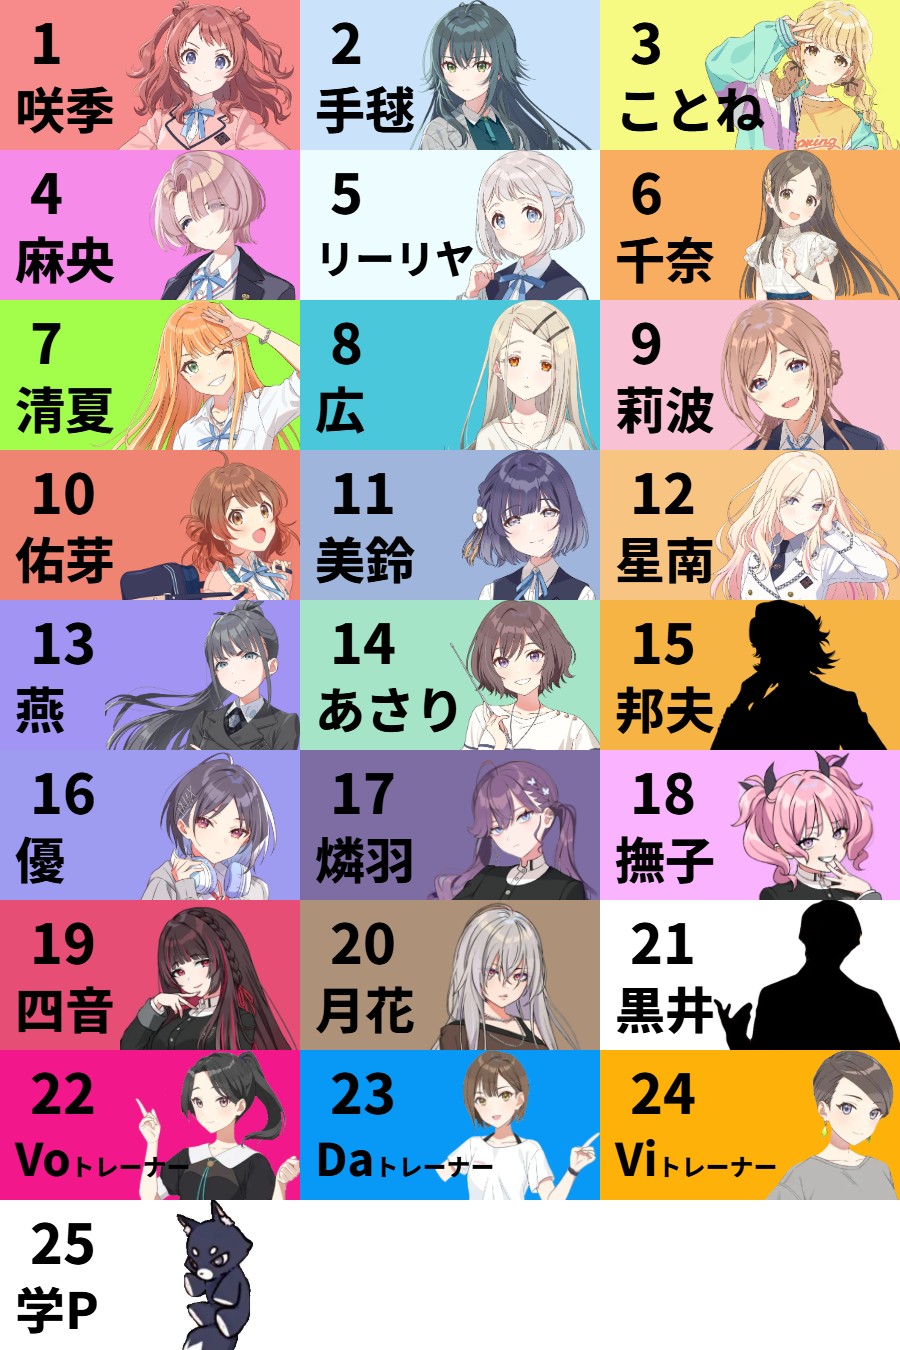 1
咲季
2
手毬
3
ことね
pxing
4
麻央
5
リーリヤ
6
千奈
7
清夏
8
広
9
莉波
10
佑芽
11
美鈴
12
星南
13
燕
14
あさり
15
邦夫
16
優
17
燐羽
18
撫子
19
四音
20
月花
21
黒井
22
Voトレーナー
23
Daトレーナー
24
Viトレーナー
25
学P